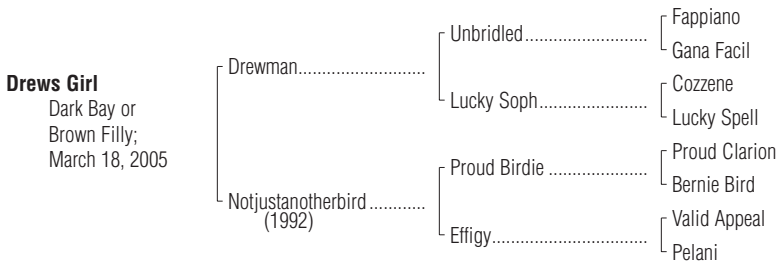 Drews Girl
Dark Bay or
Brown Filly;
March 18, 2005
Drewman
Notjustanotherbird
(1992)
Unbridled
Lucky Soph
Proud Birdie
Effigy
Fappiano
Gana Facil
Cozzene
Lucky Spell
Proud Clarion
Bernie Bird
Valid Appeal
Pelani